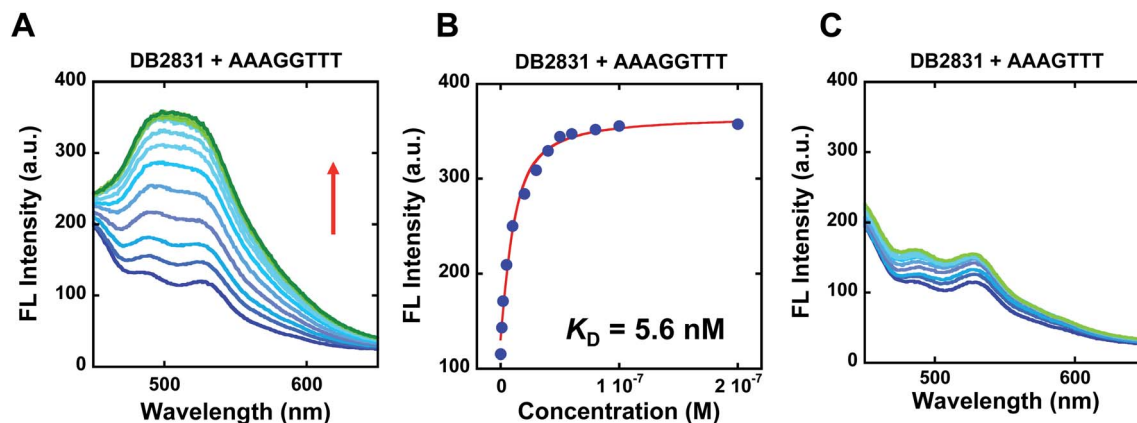 A
DB2831 + AAAGGTTT
400
300
200
100
0
FL Intensity (a.u.)
500
600
Wavelength (nm)
B
DB2831 + AAAGGTTT
400
300
200
100
FL Intensity (a.u.)
K_D = 5.6 nM
0
1 10^-7
2 10^-7
Concentration (M)
C
DB2831 + AAAGTTT
400
300
200
100
0
FL Intensity (a.u.)
500
600
Wavelength (nm)